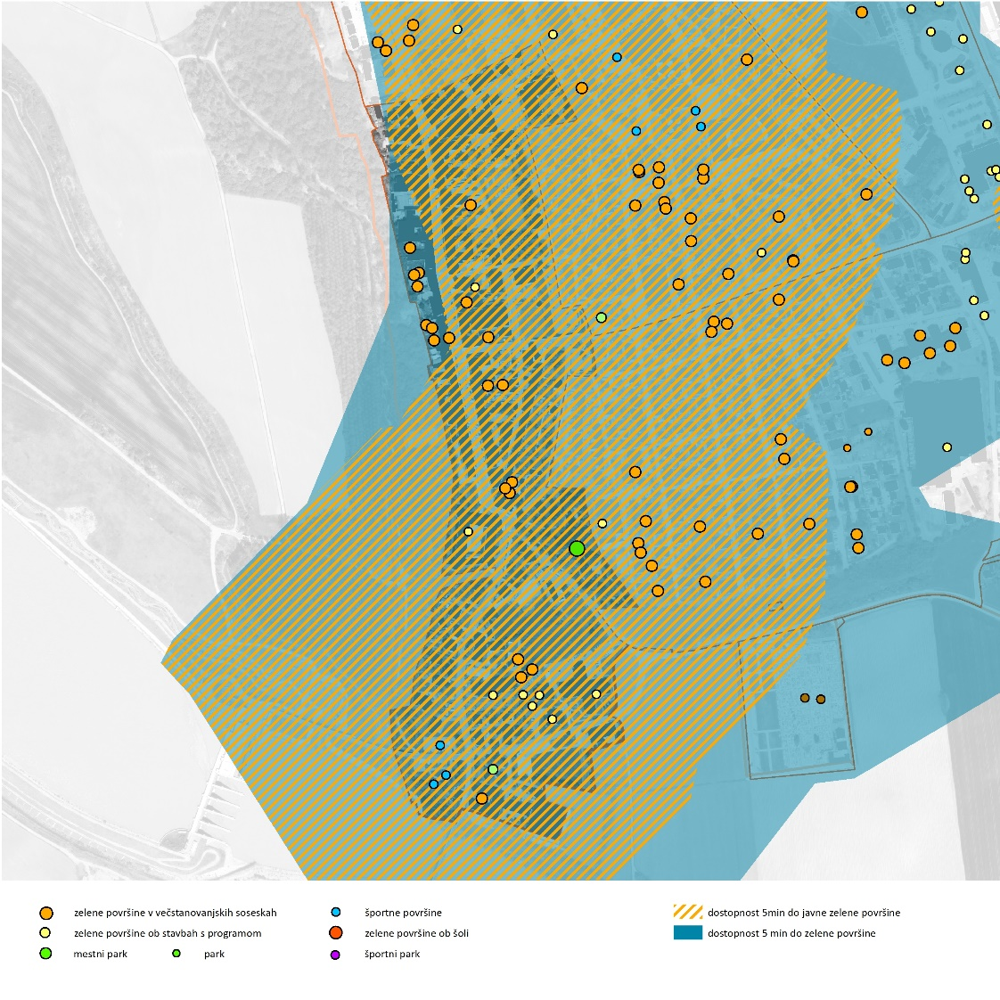 zelene površine v večstanovanjskih soseskah
zelene površine ob stavbah s programom
mestni park
park
športne površine
zelene površine ob šoli
športni park
dostopnost 5min do javne zelene površine
dostopnost 5 min do zelene površine